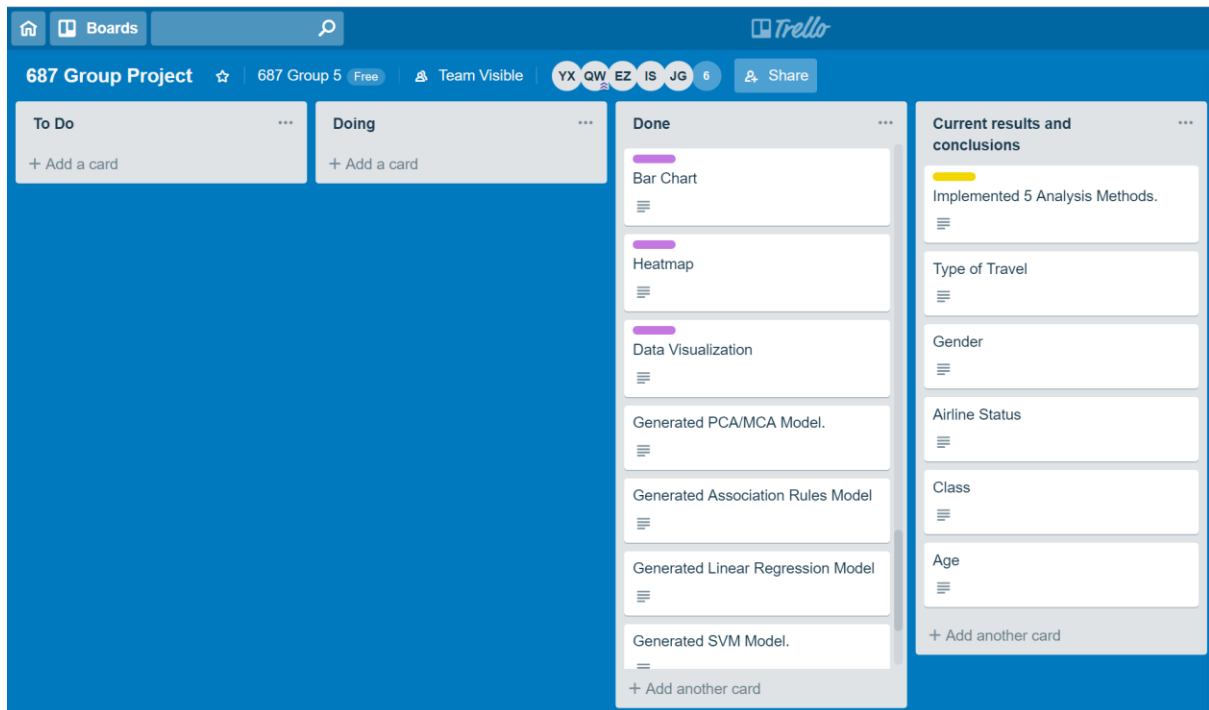 Boards
Trello
687 Group Project 687 Group 5 Free Team Visible YX QW EZ IS JG 6 Share
To Do
+ Add a card
Doing
+ Add a card
Done
Bar Chart
Heatmap
Data Visualization
Generated PCA/MCA Model.
Generated Association Rules Model
Generated Linear Regression Model
Generated SVM Model.
+ Add another card
Current results and
conclusions
Implemented 5 Analysis Methods.
Type of Travel
Gender
Airline Status
Class
Age
+ Add another card